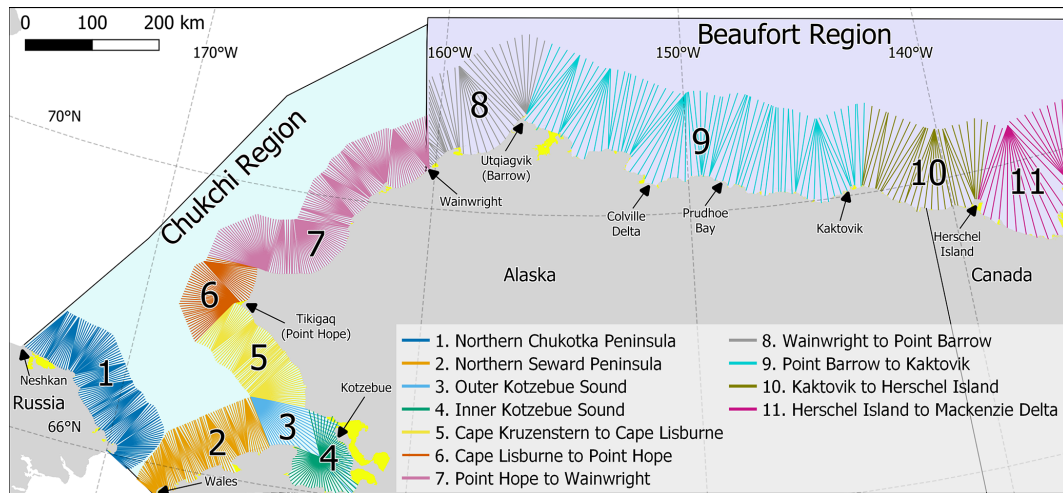 0 100 200 km
170°W
160°W
150°W
140°W
Beaufort Region
70°N
Chukchi Region
8
9
10
11
Utqiagvik
(Barrow)
Wainwright
Colville
Delta
Prudhoe
Bay
Kaktovik
Herschel
Island
7
Alaska
Canada
6
Tikigaq
(Point Hope)
1
5
Neshkan
Russia
Kotzebue
66°N
2
3
4
Wales
1. Northern Chukotka Peninsula
2. Northern Seward Peninsula
3. Outer Kotzebue Sound
4. Inner Kotzebue Sound
5. Cape Kruzenstern to Cape Lisburne
6. Cape Lisburne to Point Hope
7. Point Hope to Wainwright
8. Wainwright to Point Barrow
9. Point Barrow to Kaktovik
10. Kaktovik to Herschel Island
11. Herschel Island to Mackenzie Delta